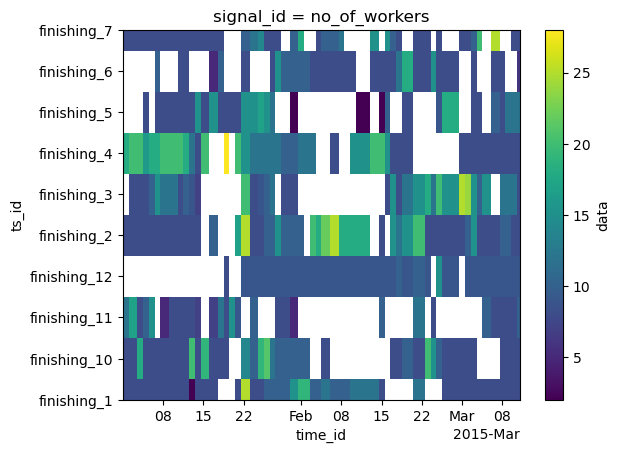 signal_id = no_of_workers
finishing_7
finishing_6
finishing_5
finishing_4
finishing_3
finishing_2
finishing_12
finishing_11
finishing_10
finishing_1
ts_id
08 15 22 Feb 08 15 22 Mar 08
time_id
2015-Mar
25
20
15
10
5
data